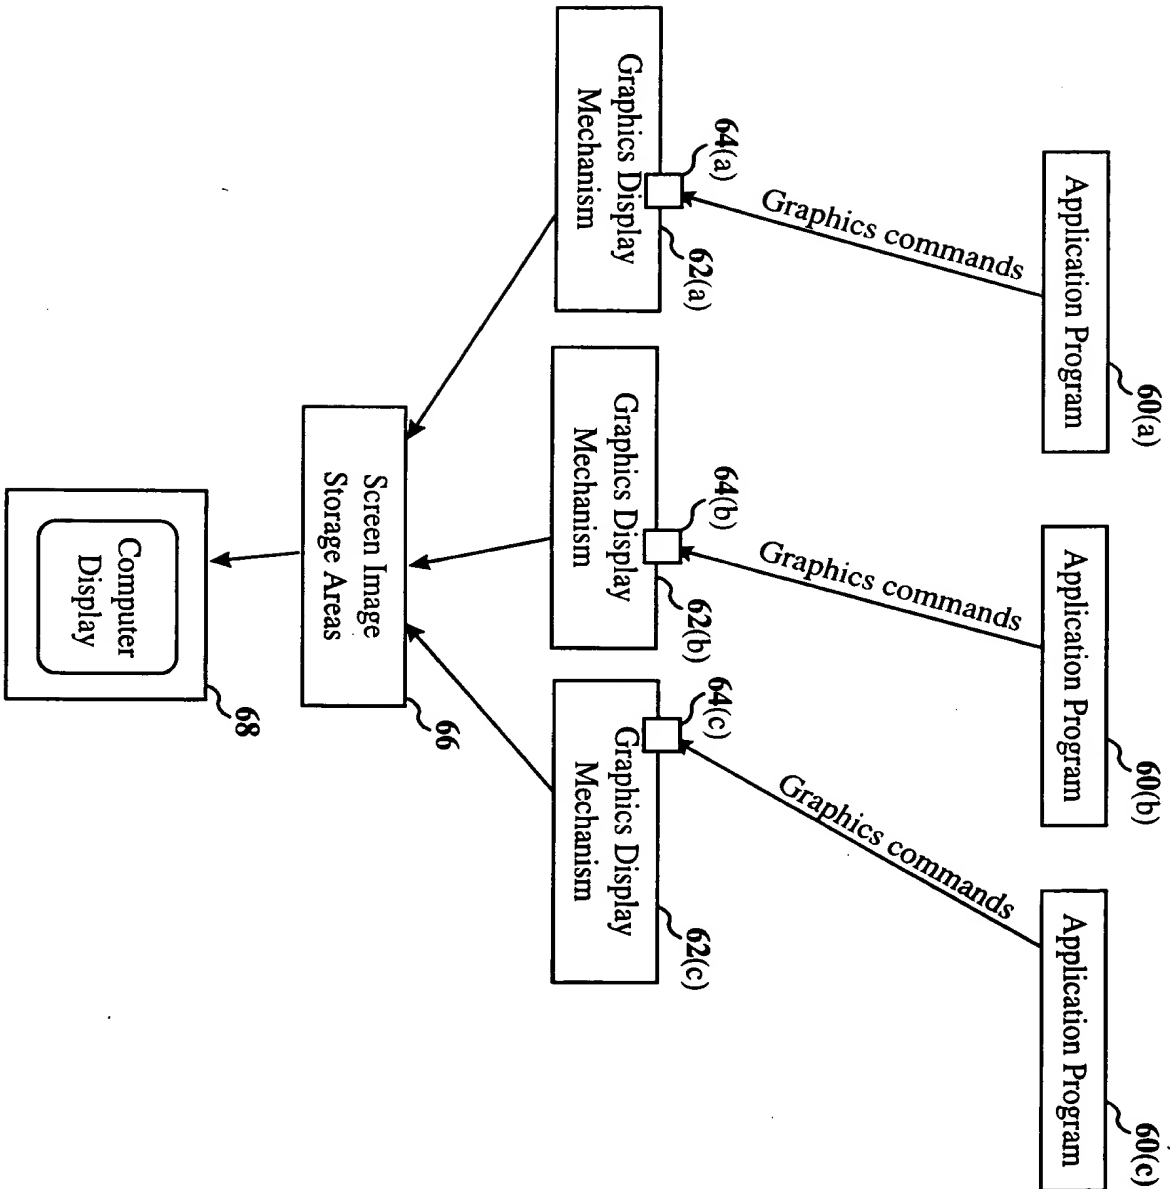 60(a)
60(b)
60(c)
Application Program
Application Program
Application Program
Graphics commands
Graphics commands
Graphics commands
64(a)
62(a)
64(b)
62(b)
64(c)
62(c)
Graphics Display
Mechanism
Graphics Display
Mechanism
Graphics Display
Mechanism
66
Screen Image
Storage Areas
68
Computer
Display